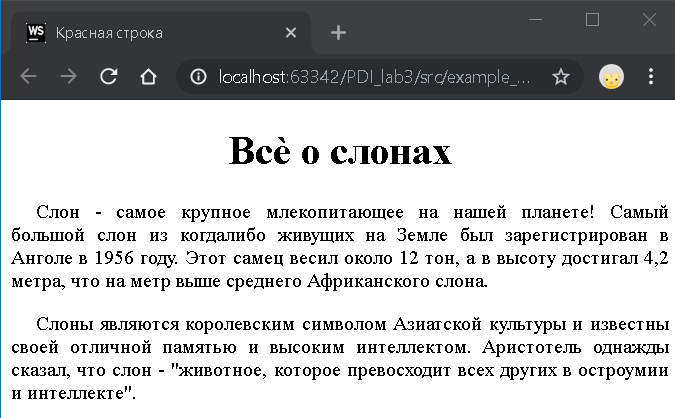 WS Красная строка
localhost:63342/PDI_lab3/src/example_...
Всѐ о слонах
Слон - самое крупное млекопитающее на нашей планете! Самый
большой слон из когдалибо живущих на Земле был зарегистрирован в
Анголе в 1956 году. Этот самец весил около 12 тон, а в высоту достигал 4,2
метра, что на метр выше среднего Африканского слона.
Слоны являются королевским символом Азиатской культуры и известны
своей отличной памятью и высоким интеллектом. Аристотель однажды
сказал, что слон - "животное, которое превосходит всех других в остроумии
и интеллекте".